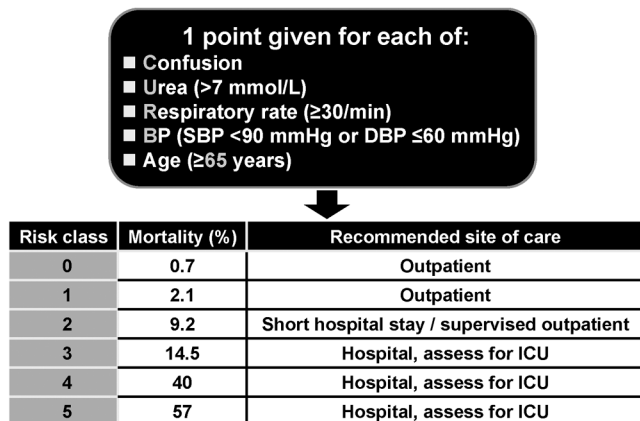 1 point given for each of:
Confusion
Urea (>7 mmol/L)
Respiratory rate (≥30/min)
BP (SBP <90 mmHg or DBP ≤60 mmHg)
Age (≥65 years)
Risk class Mortality (%) Recommended site of care
0 0.7 Outpatient
1 2.1 Outpatient
2 9.2 Short hospital stay / supervised outpatient
3 14.5 Hospital, assess for ICU
4 40 Hospital, assess for ICU
5 57 Hospital, assess for ICU